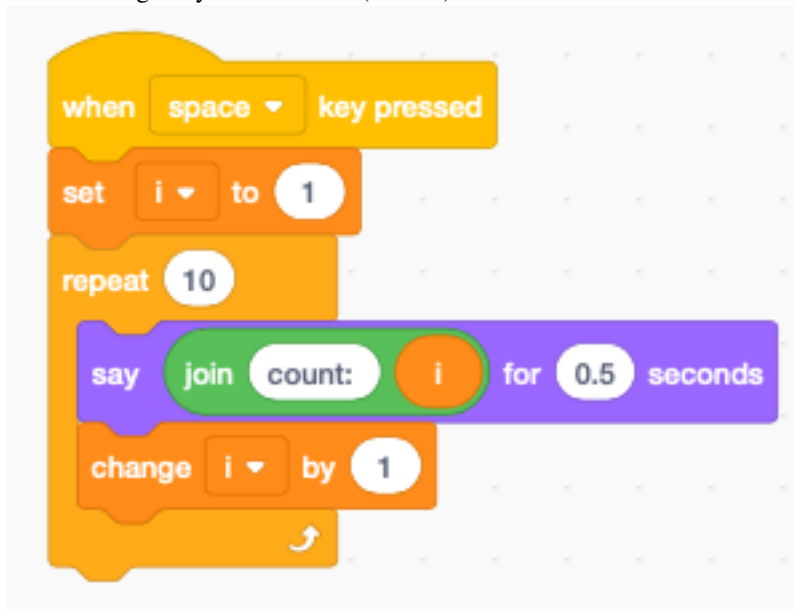 when space key pressed
set i to 1
repeat 10
say join count: i for 0.5 seconds
change i by 1